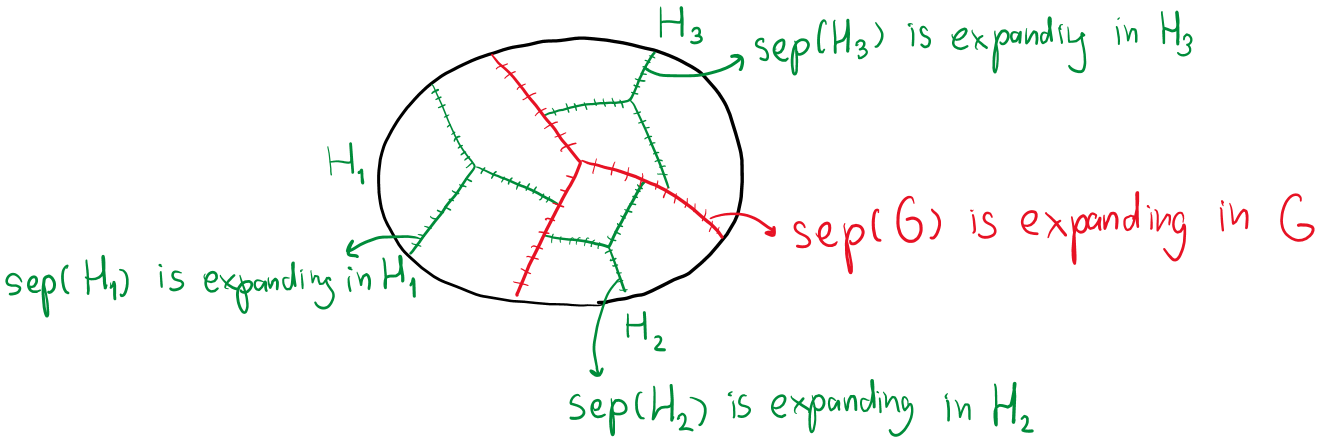 H₃
sep(H₃) is expandiy in H₃
H₁
sep(G) is expanding in G
sep(H₁) is expanding in H₁
H₂
sep(H₂) is expanding in H₂